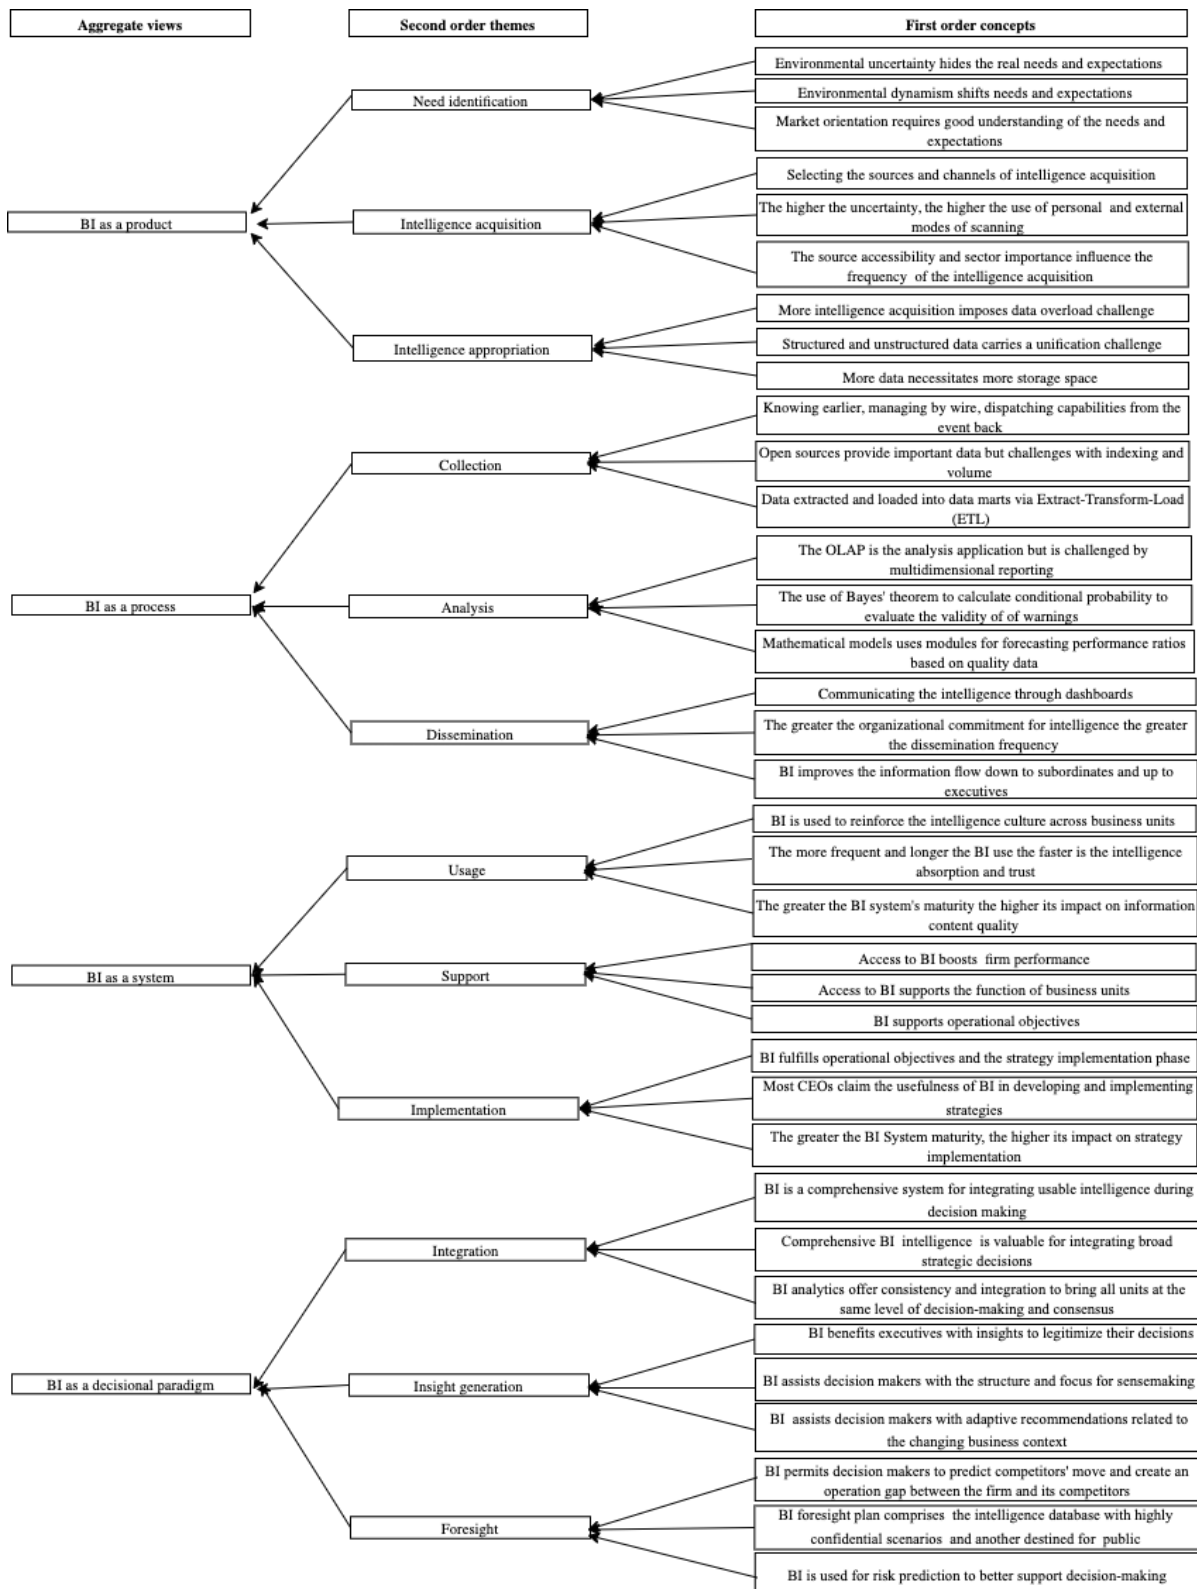 Aggregate views
Second order themes
First order concepts
Environmental uncertainty hides the real needs and expectations
Need identification
Environmental dynamism shifts needs and expectations
Market orientation requires good understanding of the needs and
expectations
Selecting the sources and channels of intelligence acquisition
BI as a product
Intelligence acquisition
The higher the uncertainty, the higher the use of personal and external
modes of scanning
The source accessibility and sector importance influence the
frequency of the intelligence acquisition
More intelligence acquisition imposes data overload challenge
Intelligence appropriation
Structured and unstructured data carries a unification challenge
More data necessitates more storage space
Knowing earlier, managing by wire, dispatching capabilities from the
event back
Collection
Open sources provide important data but challenges with indexing and
volume
Data extracted and loaded into data marts via Extract-Transform-Load
(ETL)
The OLAP is the analysis application but is challenged by
multidimensional reporting
BI as a process
Analysis
The use of Bayes' theorem to calculate conditional probability to
evaluate the validity of of warnings
Mathematical models uses modules for forecasting performance ratios
based on quality data
Communicating the intelligence through dashboards
Dissemination
The greater the organizational commitment for intelligence the greater
the dissemination frequency
BI improves the information flow down to subordinates and up to
executives
BI is used to reinforce the intelligence culture across business units
Usage
The more frequent and longer the BI use the faster is the intelligence
absorption and trust
The greater the BI system's maturity the higher its impact on information
content quality
Access to BI boosts firm performance
BI as a system
Support
Access to BI supports the function of business units
BI supports operational objectives
BI fulfills operational objectives and the strategy implementation phase
Implementation
Most CEOs claim the usefulness of BI in developing and implementing
strategies
The greater the BI System maturity, the higher its impact on strategy
implementation
BI is a comprehensive system for integrating usable intelligence during
decision making
Integration
Comprehensive BI intelligence is valuable for integrating broad
strategic decisions
BI analytics offer consistency and integration to bring all units at the
same level of decision-making and consensus
BI benefits executives with insights to legitimize their decisions
BI as a decisional paradigm
Insight generation
BI assists decision makers with the structure and focus for sensemaking
BI assists decision makers with adaptive recommendations related to
the changing business context
BI permits decision makers to predict competitors' move and create an
operation gap between the firm and its competitors
Foresight
BI foresight plan comprises the intelligence database with highly
confidential scenarios and another destined for public
BI is used for risk prediction to better support decision-making